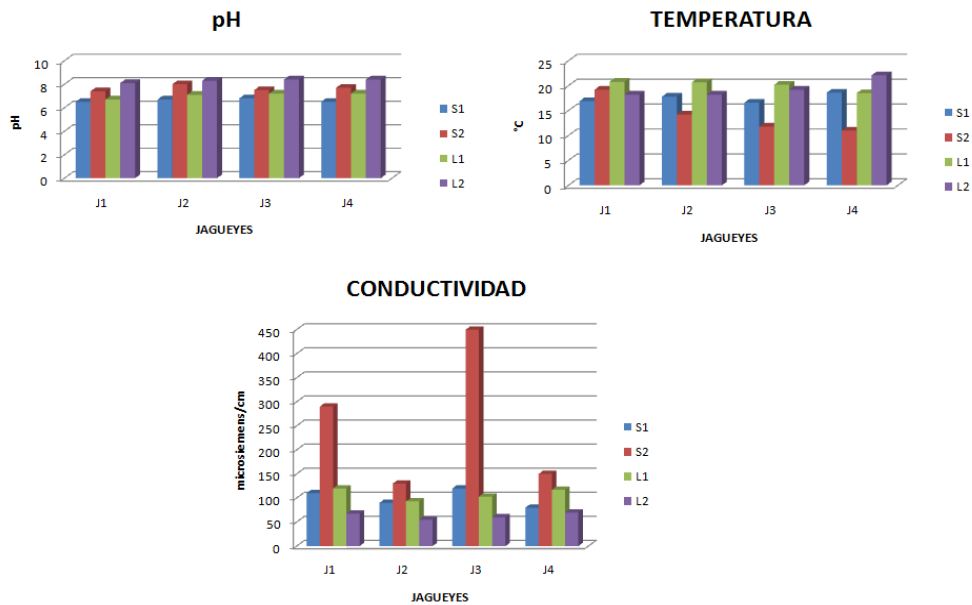 pH
10
8
6
4
2
0
pH
J1 J2 J3 J4
JAGUEYES
S1
S2
L1
L2
TEMPERATURA
25
20
15
10
5
0
°C
J1 J2 J3 J4
JAGUEYES
S1
S2
L1
L2
CONDUCTIVIDAD
450
400
350
300
250
200
150
100
50
0
microsiemens/cm
J1 J2 J3 J4
JAGUEYES
S1
S2
L1
L2